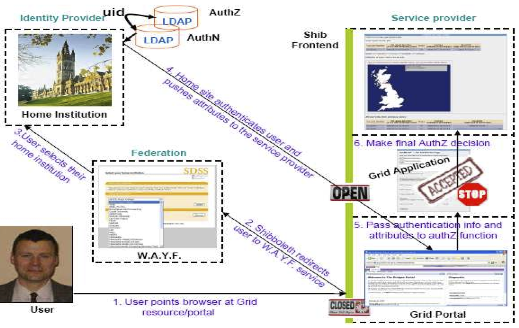 Identity Provider
uid
AuthZ
LDAP
LDAP
AuthN
Home Institution
Service provider
Shib
Frontend
4. Home site authenticates user and
pushes attributes to the service provider
3.User selects their
home institution
Federation
SDSS
W.A.Y.F.
2. Shibboleth redirects
user to W.A.Y.F. service
6. Make final AuthZ decision
Grid Application
ACCEPTED
STOP
OPEN
5. Pass authentication info and
attributes to authZ function
User
1. User points browser at Grid
resource/portal
CLOSED
Grid Portal